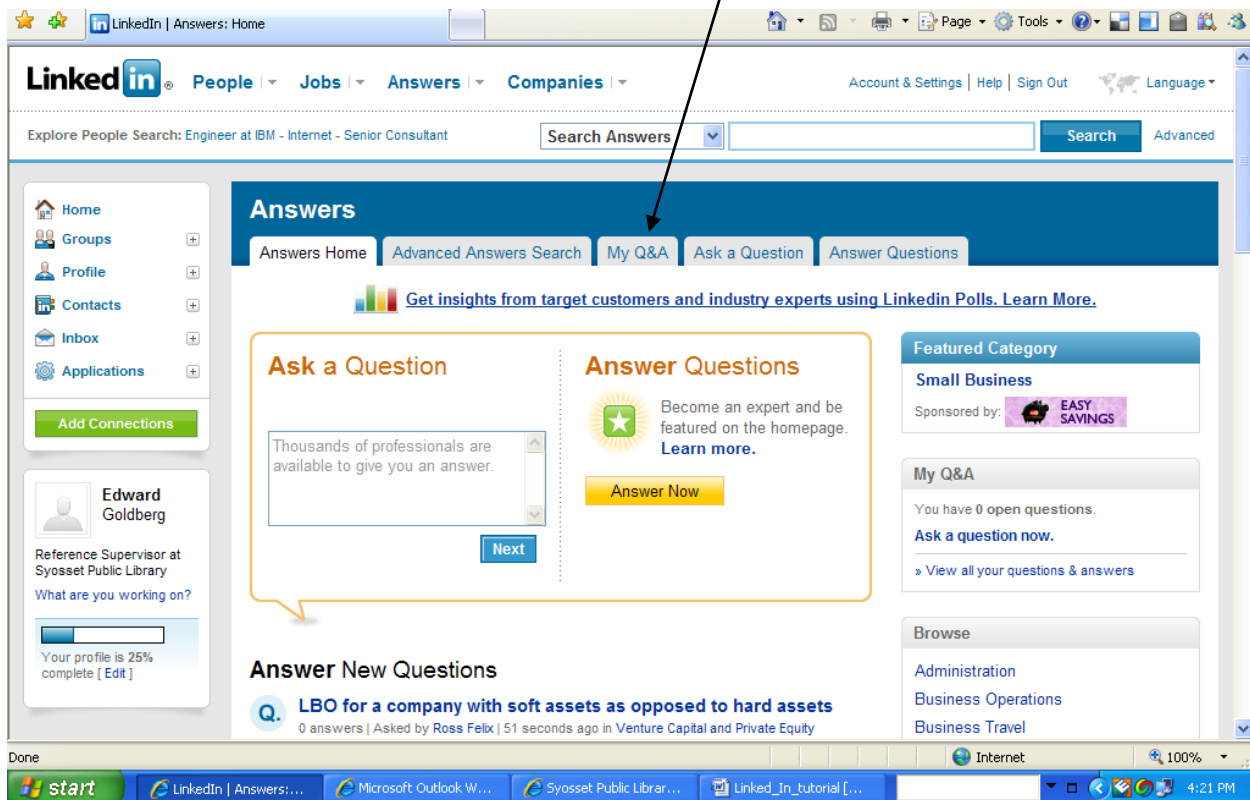 LinkedIn | Answers: Home
Page
Tools
Linked in ® People Jobs Answers Companies
Account & Settings | Help | Sign Out Language
Explore People Search: Engineer at IBM - Internet - Senior Consultant
Search Answers
Search
Advanced
Home
Groups
Profile
Contacts
Inbox
Applications
Add Connections
Edward
Goldberg
Reference Supervisor at
Syosset Public Library
What are you working on?
Your profile is 25%
complete [ Edit ]
Answers
Answers Home
Advanced Answers Search
My Q&A
Ask a Question
Answer Questions
Get insights from target customers and industry experts using Linkedin Polls. Learn More.
Ask a Question
Thousands of professionals are
available to give you an answer.
Next
Answer Questions
Become an expert and be
featured on the homepage.
Learn more.
Answer Now
Answer New Questions
Q.
LBO for a company with soft assets as opposed to hard assets
0 answers | Asked by Ross Felix | 51 seconds ago in Venture Capital and Private Equity
Featured Category
Small Business
Sponsored by: EASY
SAVINGS
My Q&A
You have 0 open questions.
Ask a question now.
» View all your questions & answers
Browse
Administration
Business Operations
Business Travel
Done
Internet
100%
start
LinkedIn | Answers:...
Microsoft Outlook W...
Syosset Public Librar...
Linked_In_tutorial [...
4:21 PM